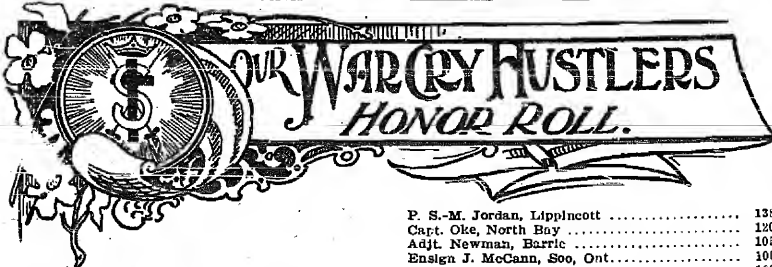 OUR WAR CRY HUSTLERS
HONOR ROLL.
S
P. S.-M. Jordan, Lippincott
Capt. Oke, North Bay
Adjt. Newman, Barrie
Ensign J. McCann, Soo, Ont.